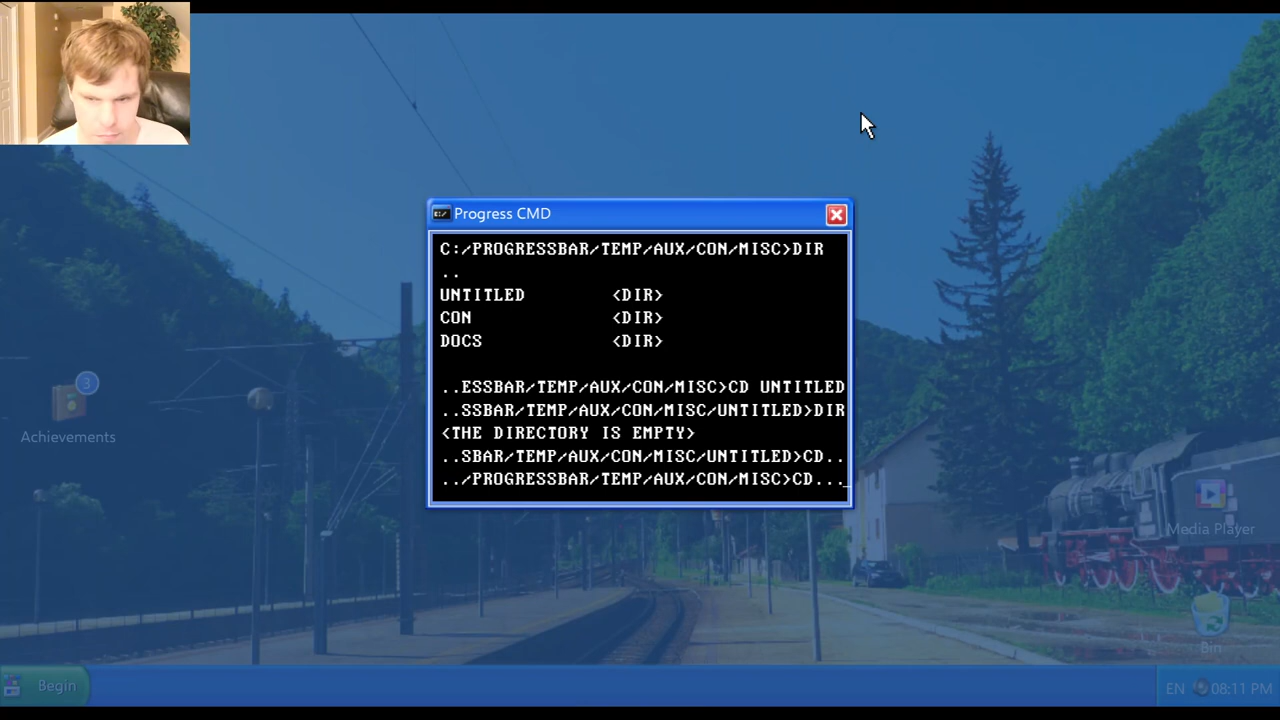 Progress CMD
C:/PROGRESSBAR/TEMP/AUX/CON/MISC>DIR
..
UNTITLED <DIR>
CON <DIR>
DOCS <DIR>
..ESSBAR/TEMP/AUX/CON/MISC>CD UNTITLED
..SSBAR/TEMP/AUX/CON/MISC/UNTITLED>DIR
<THE DIRECTORY IS EMPTY>
..SBAR/TEMP/AUX/CON/MISC/UNTITLED>CD..
../PROGRESSBAR/TEMP/AUX/CON/MISC>CD..._
3
Achievements
Media Player
Bin
Begin
EN 08:11 PM